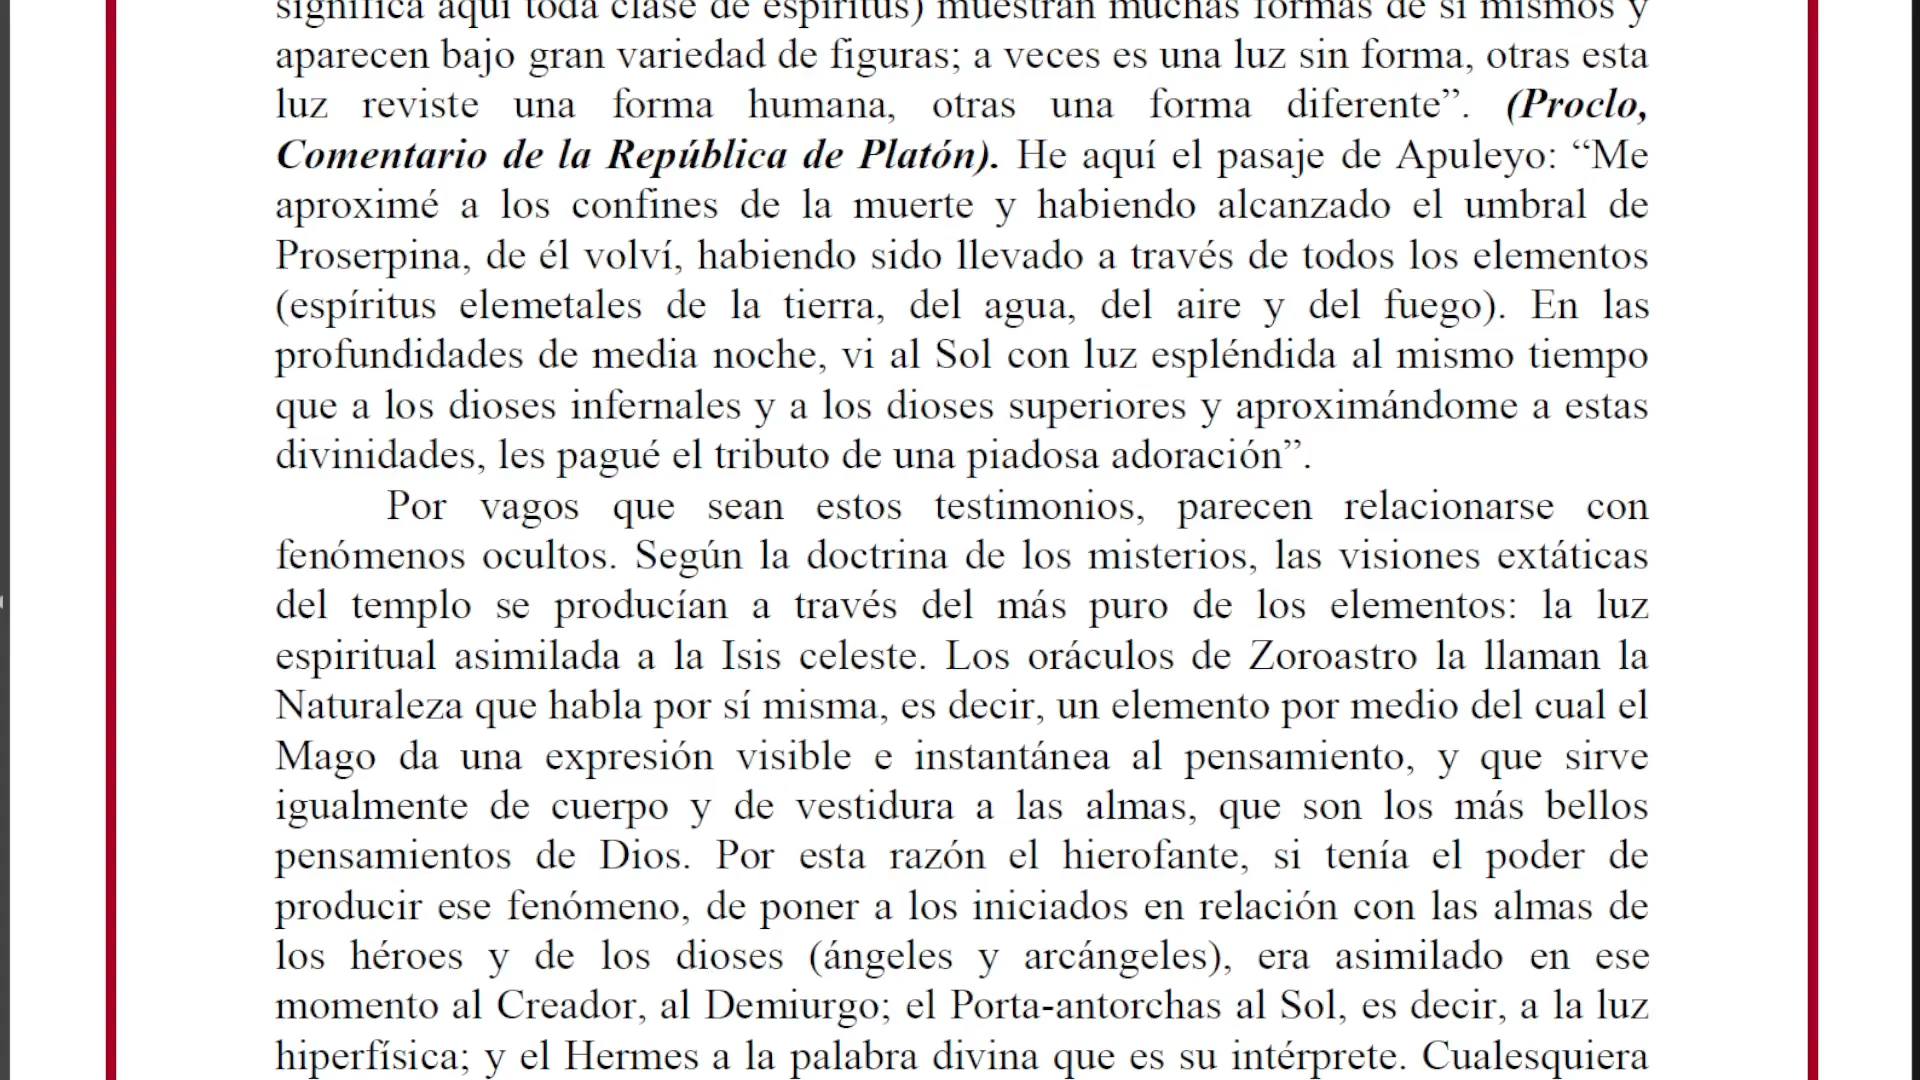 significa aquí toda clase de espíritus) muestran muchas formas de sí mismos y
aparecen bajo gran variedad de figuras; a veces es una luz sin forma, otras esta
luz reviste una forma humana, otras una forma diferente”. (Proclo,
Comentario de la República de Platón). He aquí el pasaje de Apuleyo: “Me
aproximé a los confines de la muerte y habiendo alcanzado el umbral de
Proserpina, de él volví, habiendo sido llevado a través de todos los elementos
(espíritus elemetales de la tierra, del agua, del aire y del fuego). En las
profundidades de media noche, vi al Sol con luz espléndida al mismo tiempo
que a los dioses infernales y a los dioses superiores y aproximándome a estas
divinidades, les pagué el tributo de una piadosa adoración”.
Por vagos que sean estos testimonios, parecen relacionarse con
fenómenos ocultos. Según la doctrina de los misterios, las visiones extáticas
del templo se producían a través del más puro de los elementos: la luz
espiritual asimilada a la Isis celeste. Los oráculos de Zoroastro la llaman la
Naturaleza que habla por sí misma, es decir, un elemento por medio del cual el
Mago da una expresión visible e instantánea al pensamiento, y que sirve
igualmente de cuerpo y de vestidura a las almas, que son los más bellos
pensamientos de Dios. Por esta razón el hierofante, si tenía el poder de
producir ese fenómeno, de poner a los iniciados en relación con las almas de
los héroes y de los dioses (ángeles y arcángeles), era asimilado en ese
momento al Creador, al Demiurgo; el Porta-antorchas al Sol, es decir, a la luz
hiperfísica; y el Hermes a la palabra divina que es su intérprete. Cualesquiera